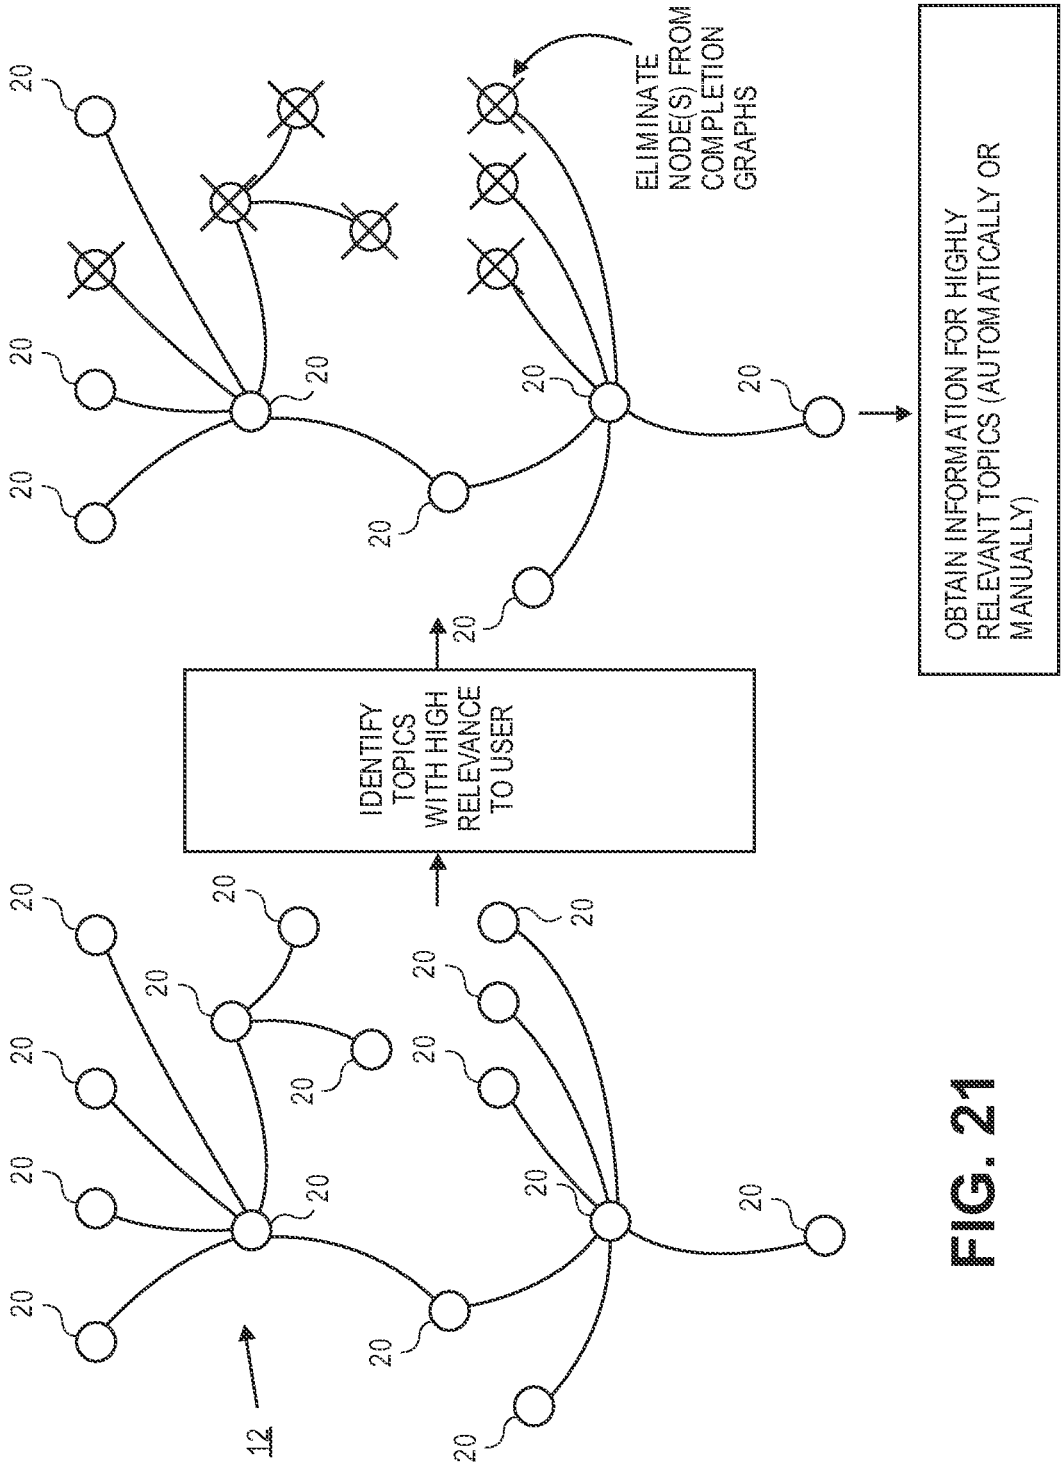 20
20
20
20
20
20
12
20
20
20
20
20
20
20
20
20
IDENTIFY
TOPICS
WITH HIGH
RELEVANCE
TO USER
20
20
20
20
20
20
20
20
ELIMINATE
NODE(S) FROM
COMPLETION
GRAPHS
OBTAIN INFORMATION FOR HIGHLY
RELEVANT TOPICS (AUTOMATICALLY OR
MANUALLY)
FIG. 21